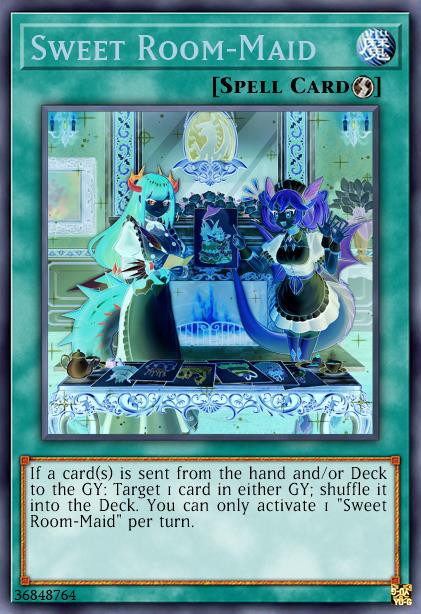 Sweet Room-Maid
魔
[Spell Card]
If a card(s) is sent from the hand and/or Deck
to the GY: Target 1 card in either GY; shuffle it
into the Deck. You can only activate 1 "Sweet
Room-Maid" per turn.
36848764